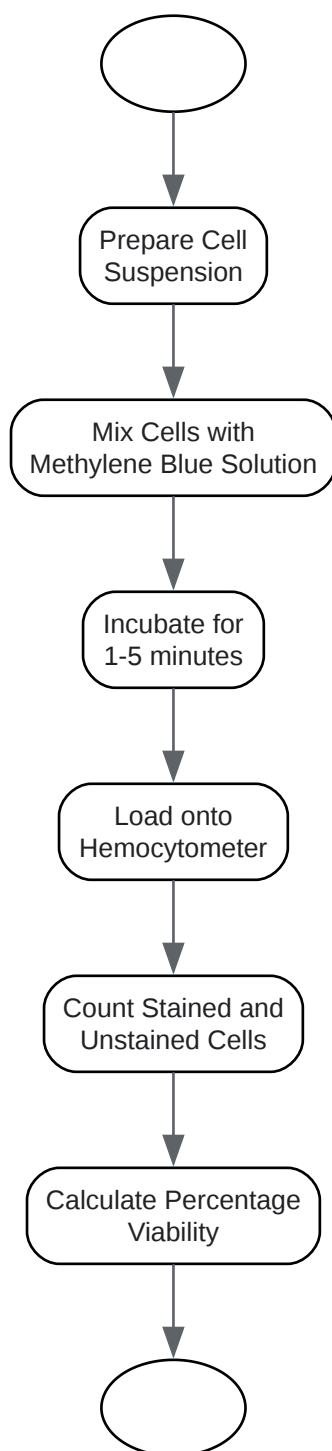 Prepare Cell
Suspension
Mix Cells with
Methylene Blue Solution
Incubate for
1-5 minutes
Load onto
Hemocytometer
Count Stained and
Unstained Cells
Calculate Percentage
Viability